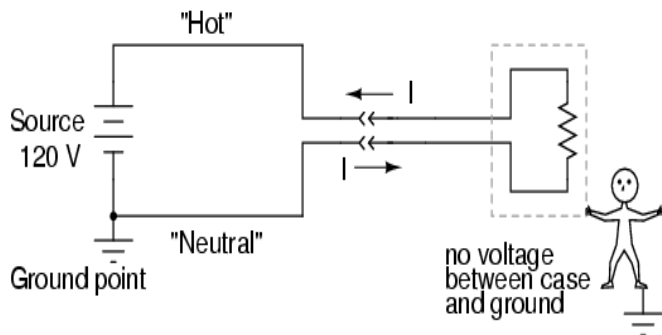 "Hot"
I
Source
120 V
I
"Neutral"
Ground point
no voltage
between case
and ground